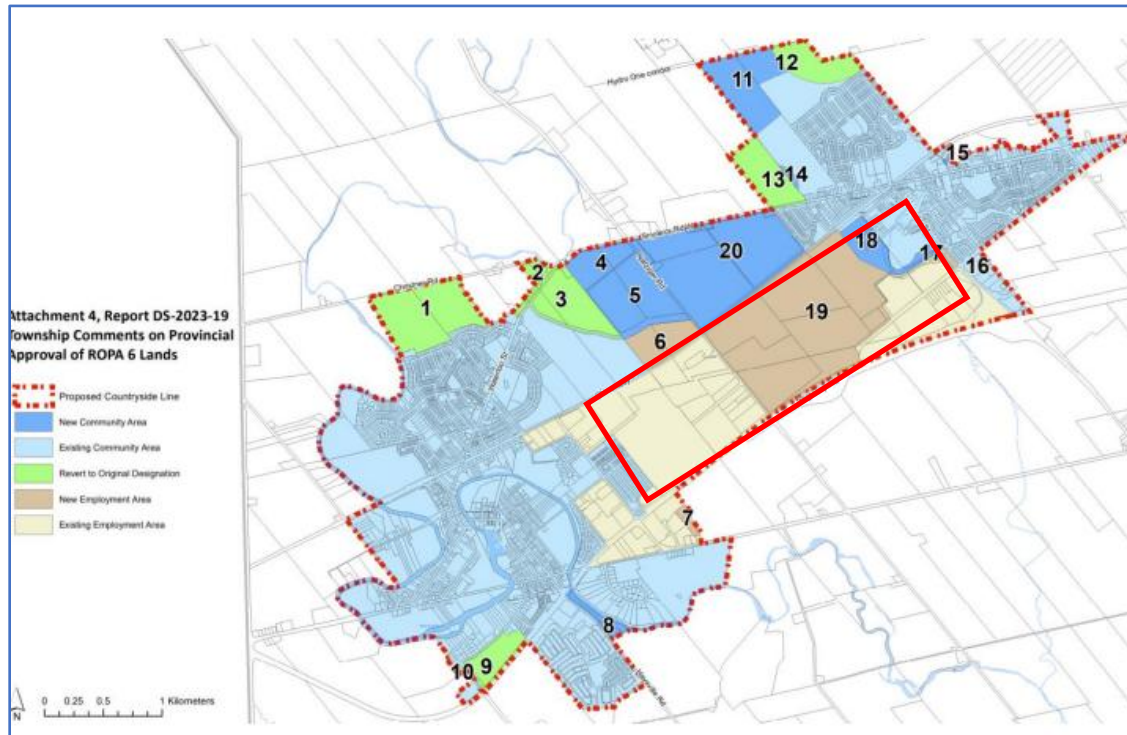 Hydro One corridor
11
12
15
13
14
20
18
17
16
4
2
3
5
1
19
6
Attachment 4, Report DS-2023-19
Township Comments on Provincial
Approval of ROPA 6 Lands
Proposed Countryside Line
New Community Area
Existing Community Area
Revert to Original Designation
New Employment Area
Existing Employment Area
7
8
10
9
0 0.25 0.5 1 Kilometers
N